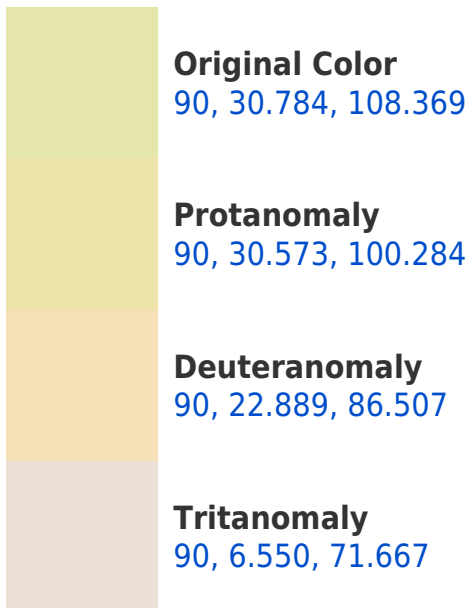 Original Color
90, 30.784, 108.369
Protanomaly
90, 30.573, 100.284
Deuteranomaly
90, 22.889, 86.507
Tritanomaly
90, 6.550, 71.667